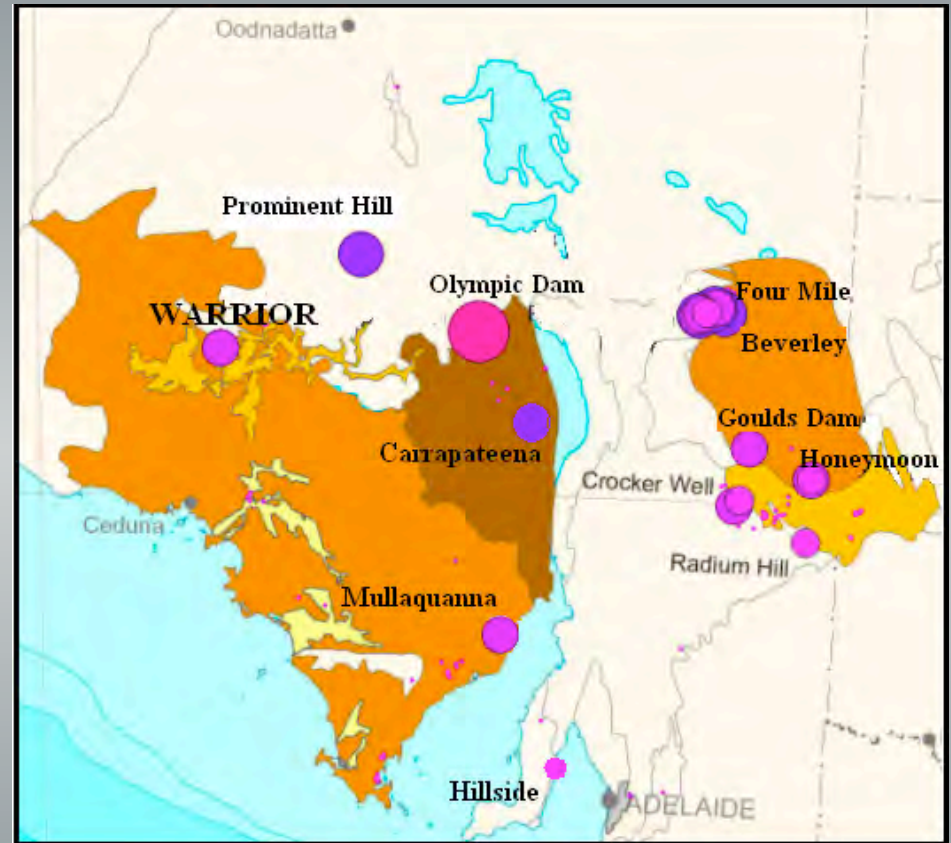 Oodnadatta
Prominent Hill
Olympic Dam
Four Mile
WARRIOR
Beverley
Goulds Dam
Carrapateena
Honeymoon
Crocker Well
Ceduna
Radium Hill
Mullaquanna
Hillside
ADELAIDE